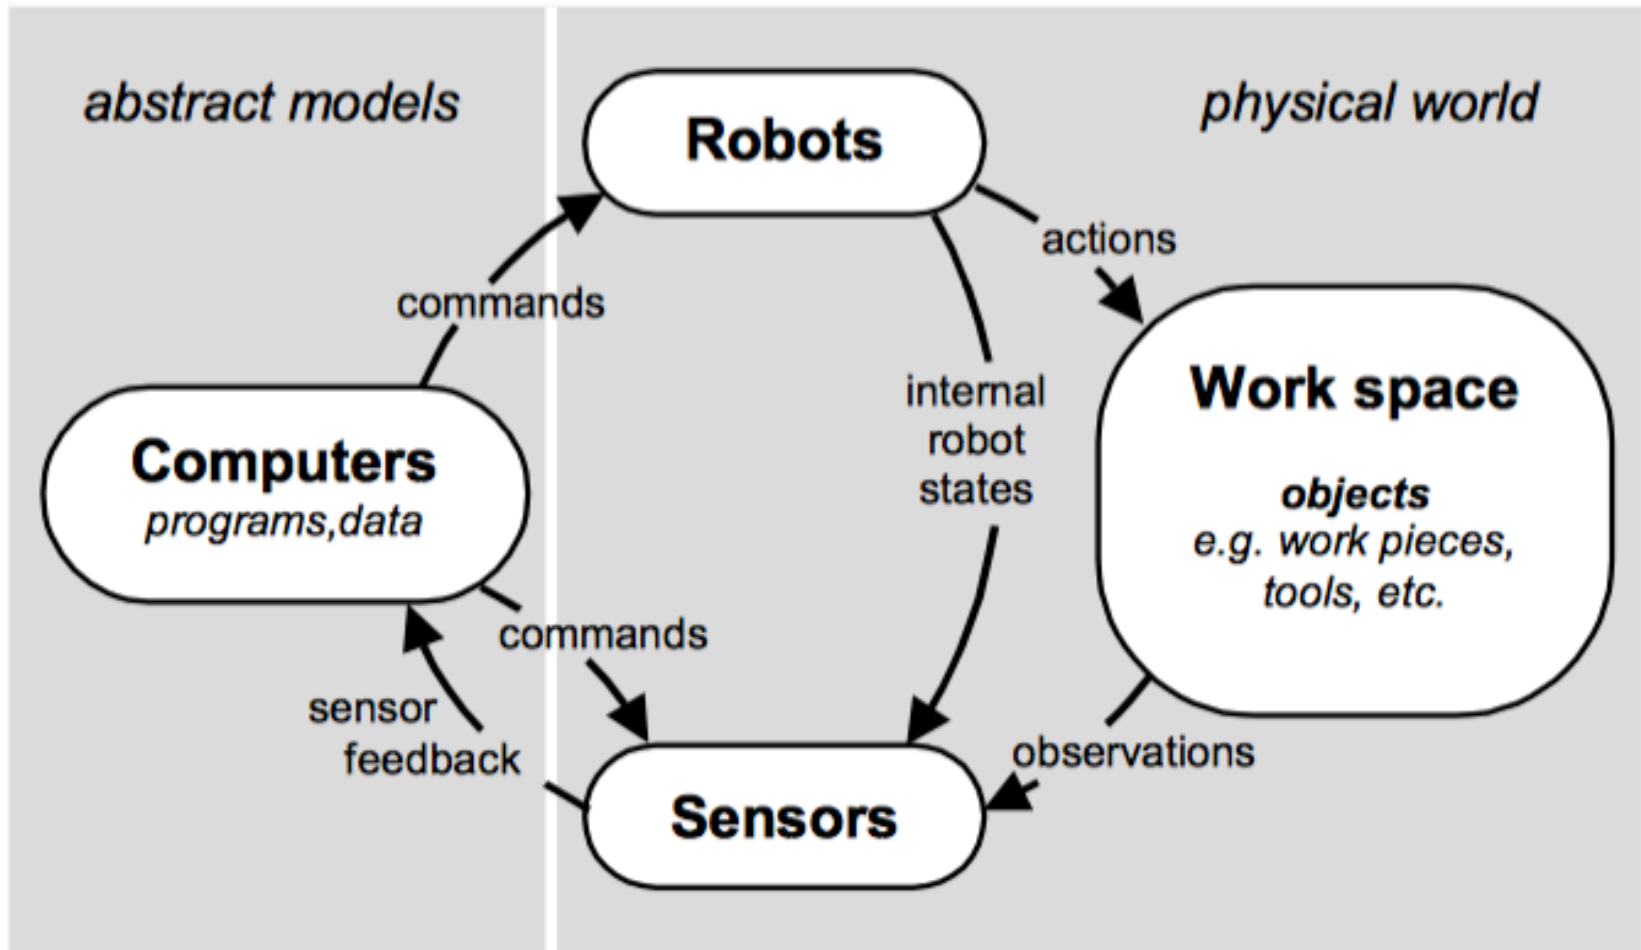 abstract models
physical world
Robots
actions
commands
internal
robot
states
Work space
objects
e.g. work pieces,
tools, etc.
Computers
programs,data
commands
sensor
feedback
observations
Sensors